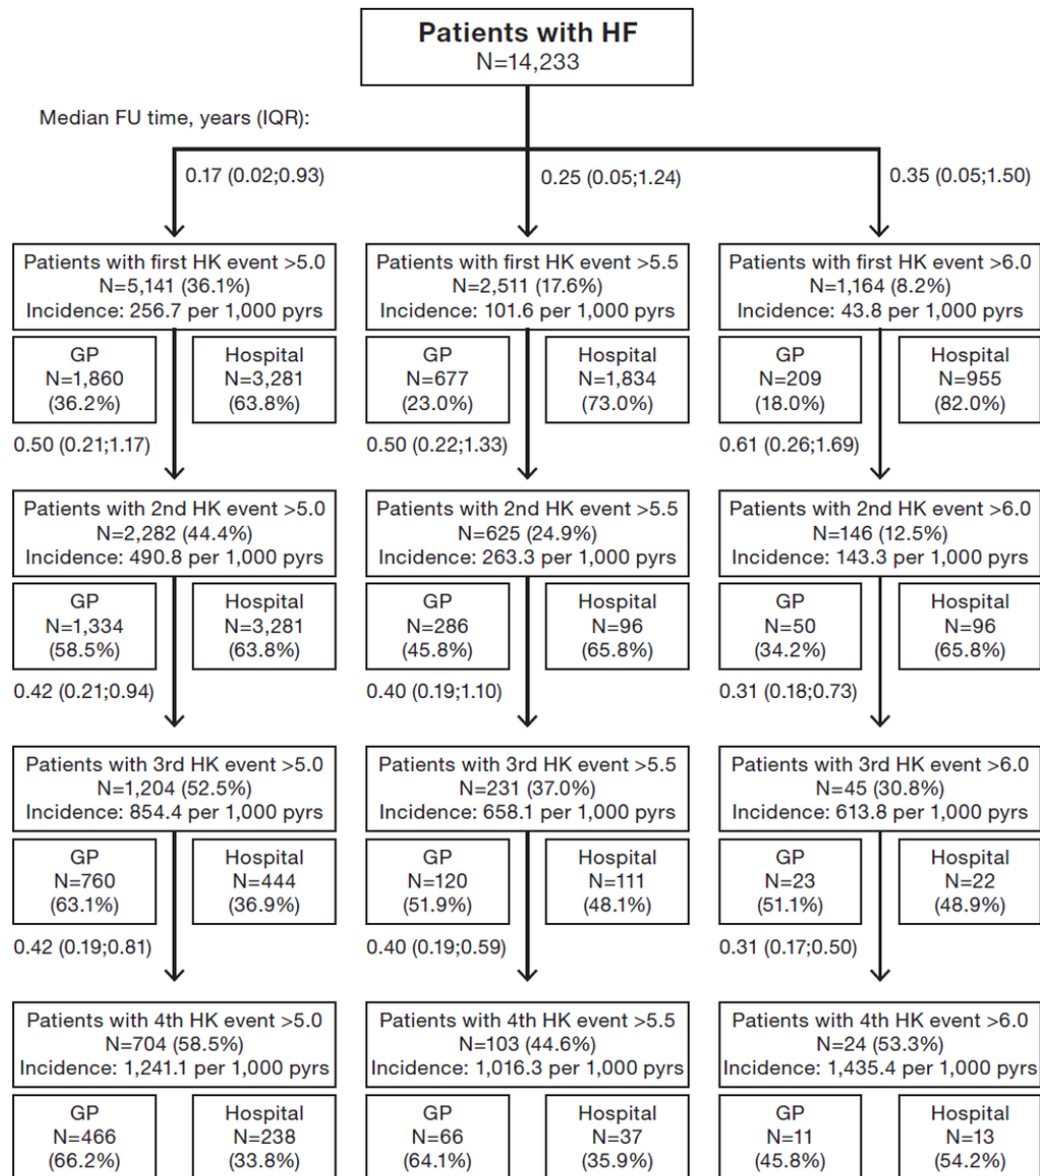 Patients with HF
N=14,233
Median FU time, years (IQR):
0.17 (0.02;0.93)
0.25 (0.05;1.24)
0.35 (0.05;1.50)
Patients with first HK event >5.0
N=5,141 (36.1%)
Incidence: 256.7 per 1,000 pyrs
Patients with first HK event >5.5
N=2,511 (17.6%)
Incidence: 101.6 per 1,000 pyrs
Patients with first HK event >6.0
N=1,164 (8.2%)
Incidence: 43.8 per 1,000 pyrs
GP
N=1,860
(36.2%)
Hospital
N=3,281
(63.8%)
GP
N=677
(23.0%)
Hospital
N=1,834
(73.0%)
GP
N=209
(18.0%)
Hospital
N=955
(82.0%)
0.50 (0.21;1.17)
0.50 (0.22;1.33)
0.61 (0.26;1.69)
Patients with 2nd HK event >5.0
N=2,282 (44.4%)
Incidence: 490.8 per 1,000 pyrs
Patients with 2nd HK event >5.5
N=625 (24.9%)
Incidence: 263.3 per 1,000 pyrs
Patients with 2nd HK event >6.0
N=146 (12.5%)
Incidence: 143.3 per 1,000 pyrs
GP
N=1,334
(58.5%)
Hospital
N=3,281
(63.8%)
GP
N=286
(45.8%)
Hospital
N=96
(65.8%)
GP
N=50
(34.2%)
Hospital
N=96
(65.8%)
0.42 (0.21;0.94)
0.40 (0.19;1.10)
0.31 (0.18;0.73)
Patients with 3rd HK event >5.0
N=1,204 (52.5%)
Incidence: 854.4 per 1,000 pyrs
Patients with 3rd HK event >5.5
N=231 (37.0%)
Incidence: 658.1 per 1,000 pyrs
Patients with 3rd HK event >6.0
N=45 (30.8%)
Incidence: 613.8 per 1,000 pyrs
GP
N=760
(63.1%)
Hospital
N=444
(36.9%)
GP
N=120
(51.9%)
Hospital
N=111
(48.1%)
GP
N=23
(51.1%)
Hospital
N=22
(48.9%)
0.42 (0.19;0.81)
0.40 (0.19;0.59)
0.31 (0.17;0.50)
Patients with 4th HK event >5.0
N=704 (58.5%)
Incidence: 1,241.1 per 1,000 pyrs
Patients with 4th HK event >5.5
N=103 (44.6%)
Incidence: 1,016.3 per 1,000 pyrs
Patients with 4th HK event >6.0
N=24 (53.3%)
Incidence: 1,435.4 per 1,000 pyrs
GP
N=466
(66.2%)
Hospital
N=238
(33.8%)
GP
N=66
(64.1%)
Hospital
N=37
(35.9%)
GP
N=11
(45.8%)
Hospital
N=13
(54.2%)